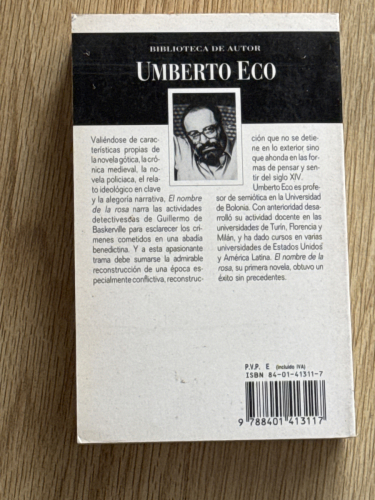 BIBLIOTECA DE AUTOR
UMBERTO ECO
Valiéndose de carac-
terísticas propias de
la novela gótica, la cró-
nica medieval, la no-
vela policiaca, el rela-
to ideológico en clave
y la alegoría narrativa, El nombre
de la rosa narra las actividades
detectivesdas de Guillermo de
Baskerville para esclarecer los crí-
menes cometidos en una abadía
benedictina. Y a esta apasionante
trama debe sumarse la admirable
reconstrucción de una época es-
pecialmente conflictiva, reconstruc-
ción que no se detie-
ne en lo exterior sino
que ahonda en las for-
mas de pensar y sen-
tir del siglo XIV.
Umberto Eco es profe-
sor de semiótica en la Universidad
de Bolonia. Con anterioridad desa-
rrolló su actividad docente en las
universidades de Turín, Florencia y
Milán, y ha dado cursos en varias
universidades de Estados Unidos
y América Latina. El nombre de la
rosa, su primera novela, obtuvo un
éxito sin precedentes.
P.V.P. E (incluido IVA)
ISBN 84-01-41311-7
9 788401 413117